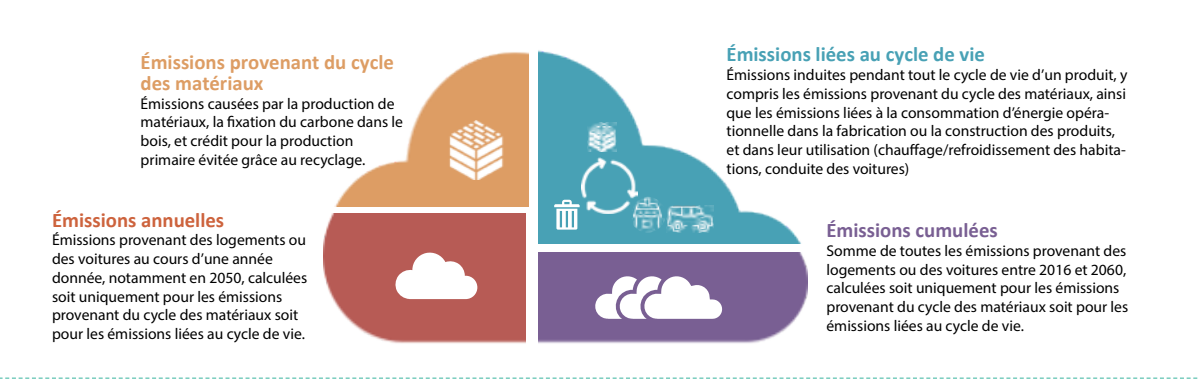 Émissions provenant du cycle
des matériaux
Émissions causées par la production de
matériaux, la fixation du carbone dans le
bois, et crédit pour la production
primaire évitée grâce au recyclage.
Émissions liées au cycle de vie
Émissions induites pendant tout le cycle de vie d'un produit, y
compris les émissions provenant du cycle des matériaux, ainsi
que les émissions liées à la consommation d'énergie opéra-
tionnelle dans la fabrication ou la construction des produits,
et dans leur utilisation (chauffage/refroidissement des habita-
tions, conduite des voitures)
Émissions annuelles
Émissions provenant des logements ou
des voitures au cours d'une année
donnée, notamment en 2050, calculées
soit uniquement pour les émissions
provenant du cycle des matériaux soit
pour les émissions liées au cycle de vie.
Émissions cumulées
Somme de toutes les émissions provenant des
logements ou des voitures entre 2016 et 2060,
calculées soit uniquement pour les émissions
provenant du cycle des matériaux soit pour les
émissions liées au cycle de vie.